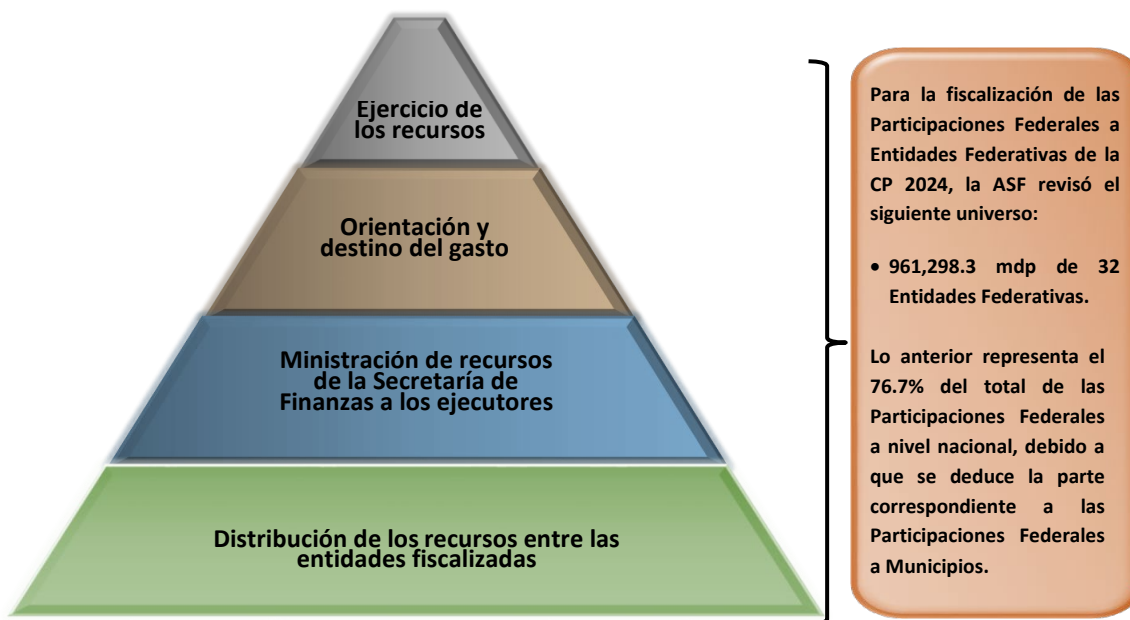 Ejercicio de
los recursos
Orientación y
destino del gasto
Ministración de recursos
de la Secretaría de
Finanzas a los ejecutores
Distribución de los recursos entre las
entidades fiscalizadas
Para la fiscalización de las
Participaciones Federales a
Entidades Federativas de la
CP 2024, la ASF revisó el
siguiente universo:
• 961,298.3 mdp de 32
Entidades Federativas.
Lo anterior representa el
76.7% del total de las
Participaciones Federales
a nivel nacional, debido a
que se deduce la parte
correspondiente a las
Participaciones Federales
a Municipios.